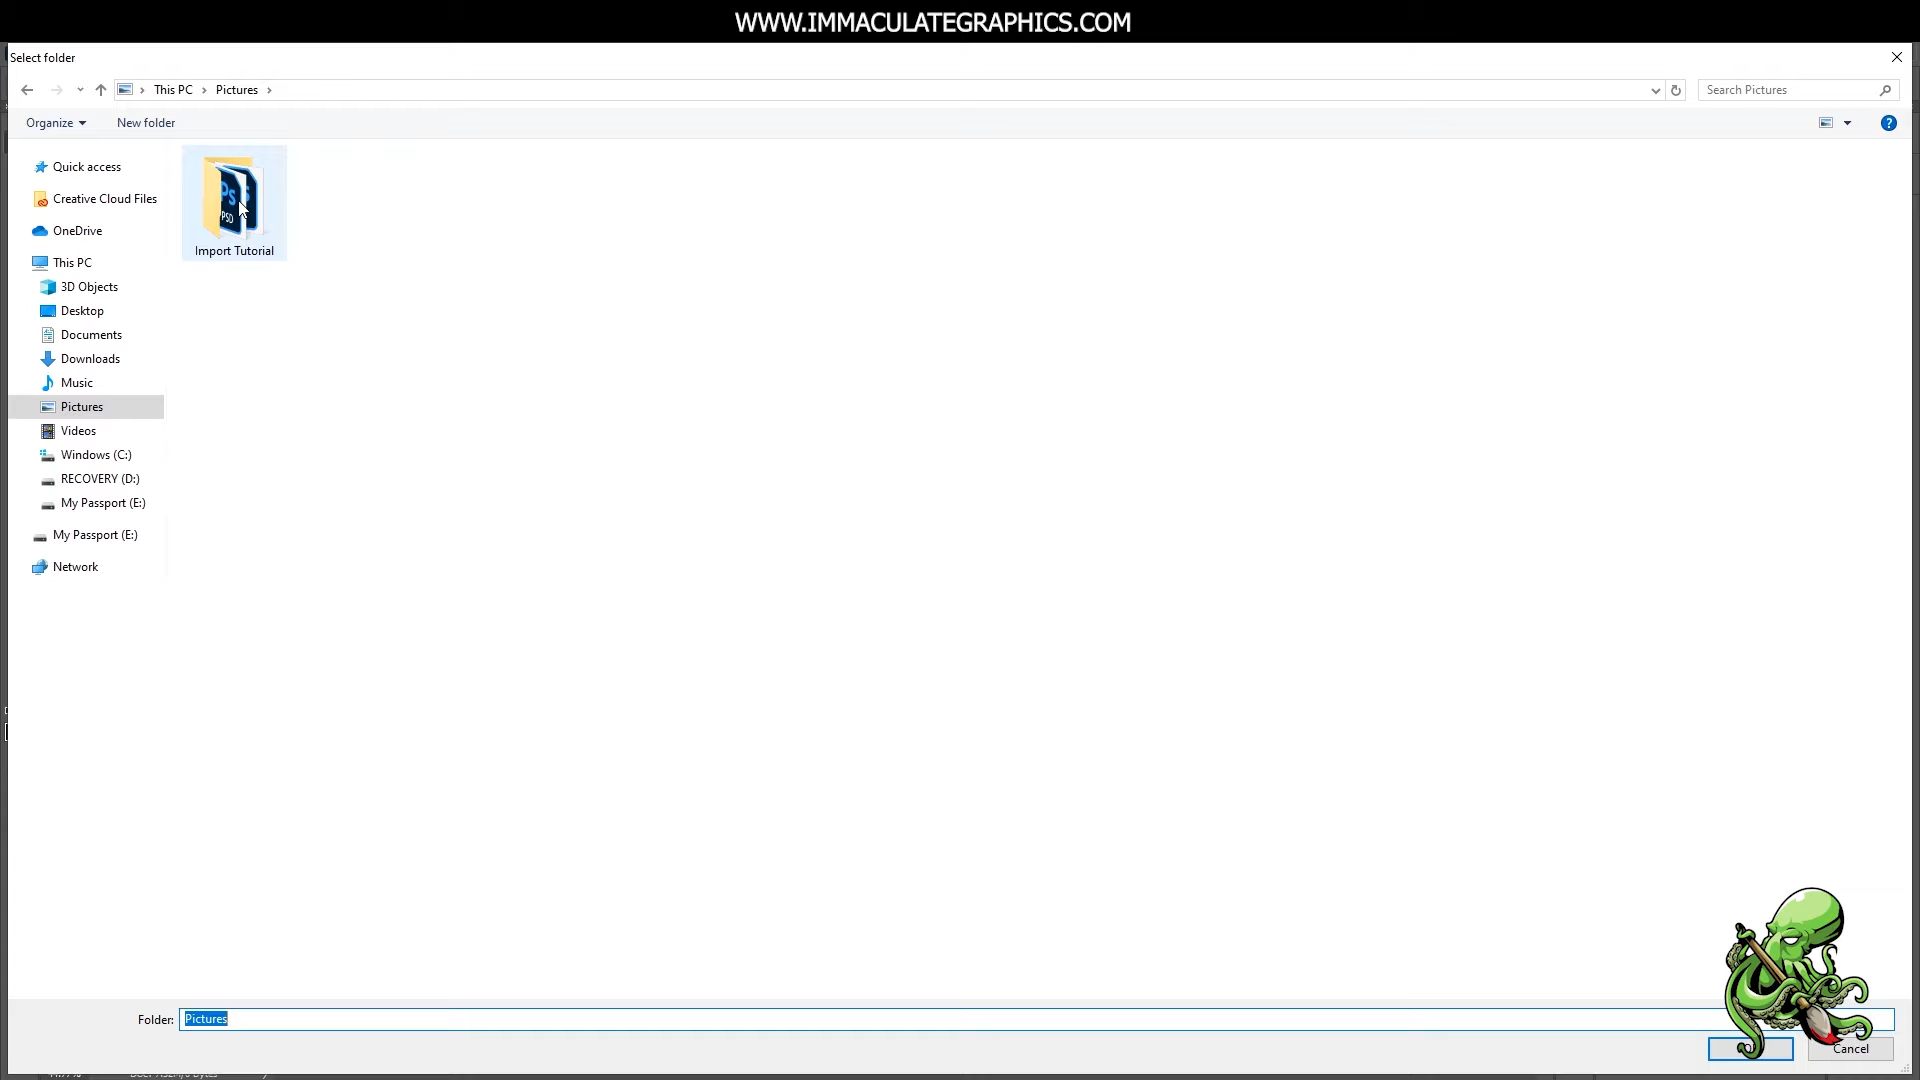 WWW.IMMACULATEGRAPHICS.COM
Select folder
This PC
Pictures
Search Pictures
Organize
New folder
?
Quick access
Creative Cloud Files
OneDrive
This PC
3D Objects
Desktop
Documents
Downloads
Music
Pictures
Videos
Windows (C:)
RECOVERY (D:)
My Passport (E:)
My Passport (E:)
Network
Ps
PSD
Import Tutorial
Folder:
Pictures
Cancel